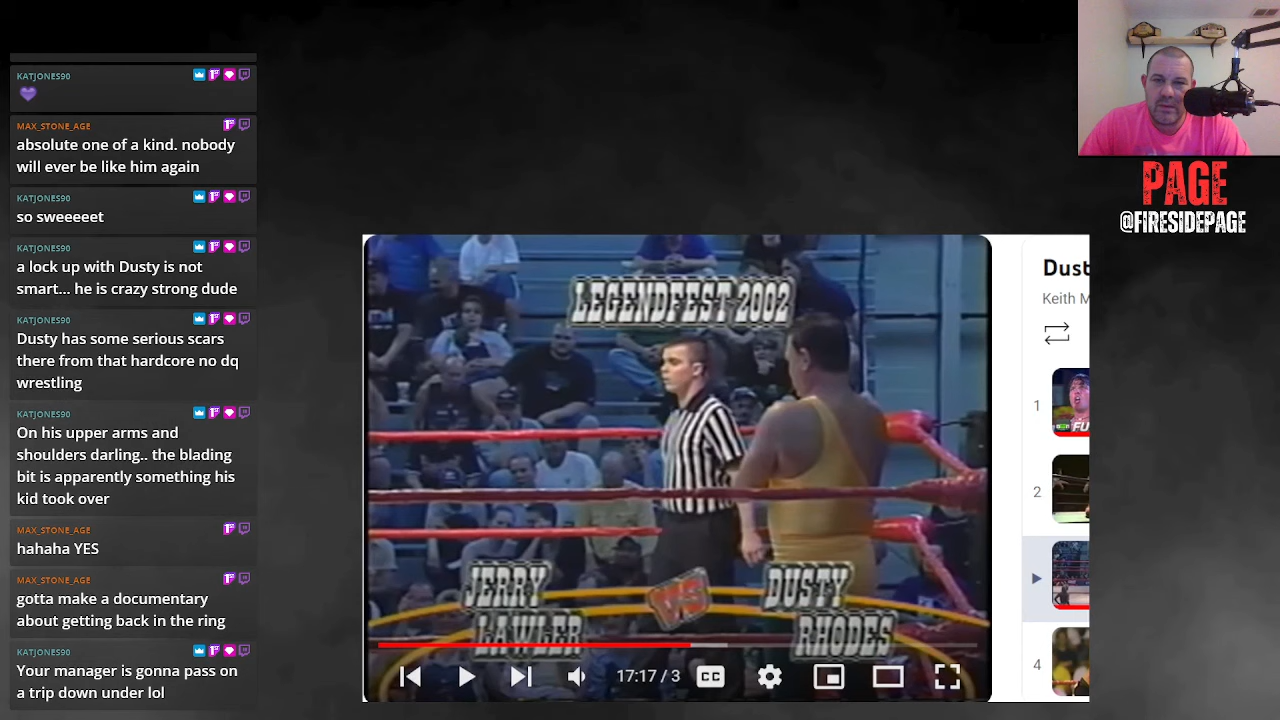 KATJONES90
MAX_STONE_AGE
absolute one of a kind. nobody
will ever be like him again
KATJONES90
so sweeeeet
KATJONES90
a lock up with Dusty is not
smart... he is crazy strong dude
KATJONES90
Dusty has some serious scars
there from that hardcore no dq
wrestling
KATJONES90
On his upper arms and
shoulders darling.. the blading
bit is apparently something his
kid took over
MAX_STONE_AGE
hahaha YES
MAX_STONE_AGE
gotta make a documentary
about getting back in the ring
KATJONES90
Your manager is gonna pass on
a trip down under lol
LEGENDFEST 2002
JERRY
LAWLER
VS
DUSTY
RHODES
17:17 / 3
CC
Dust
Keith M
1
FU
2
4
PAGE
@FIRESIDEPAGE